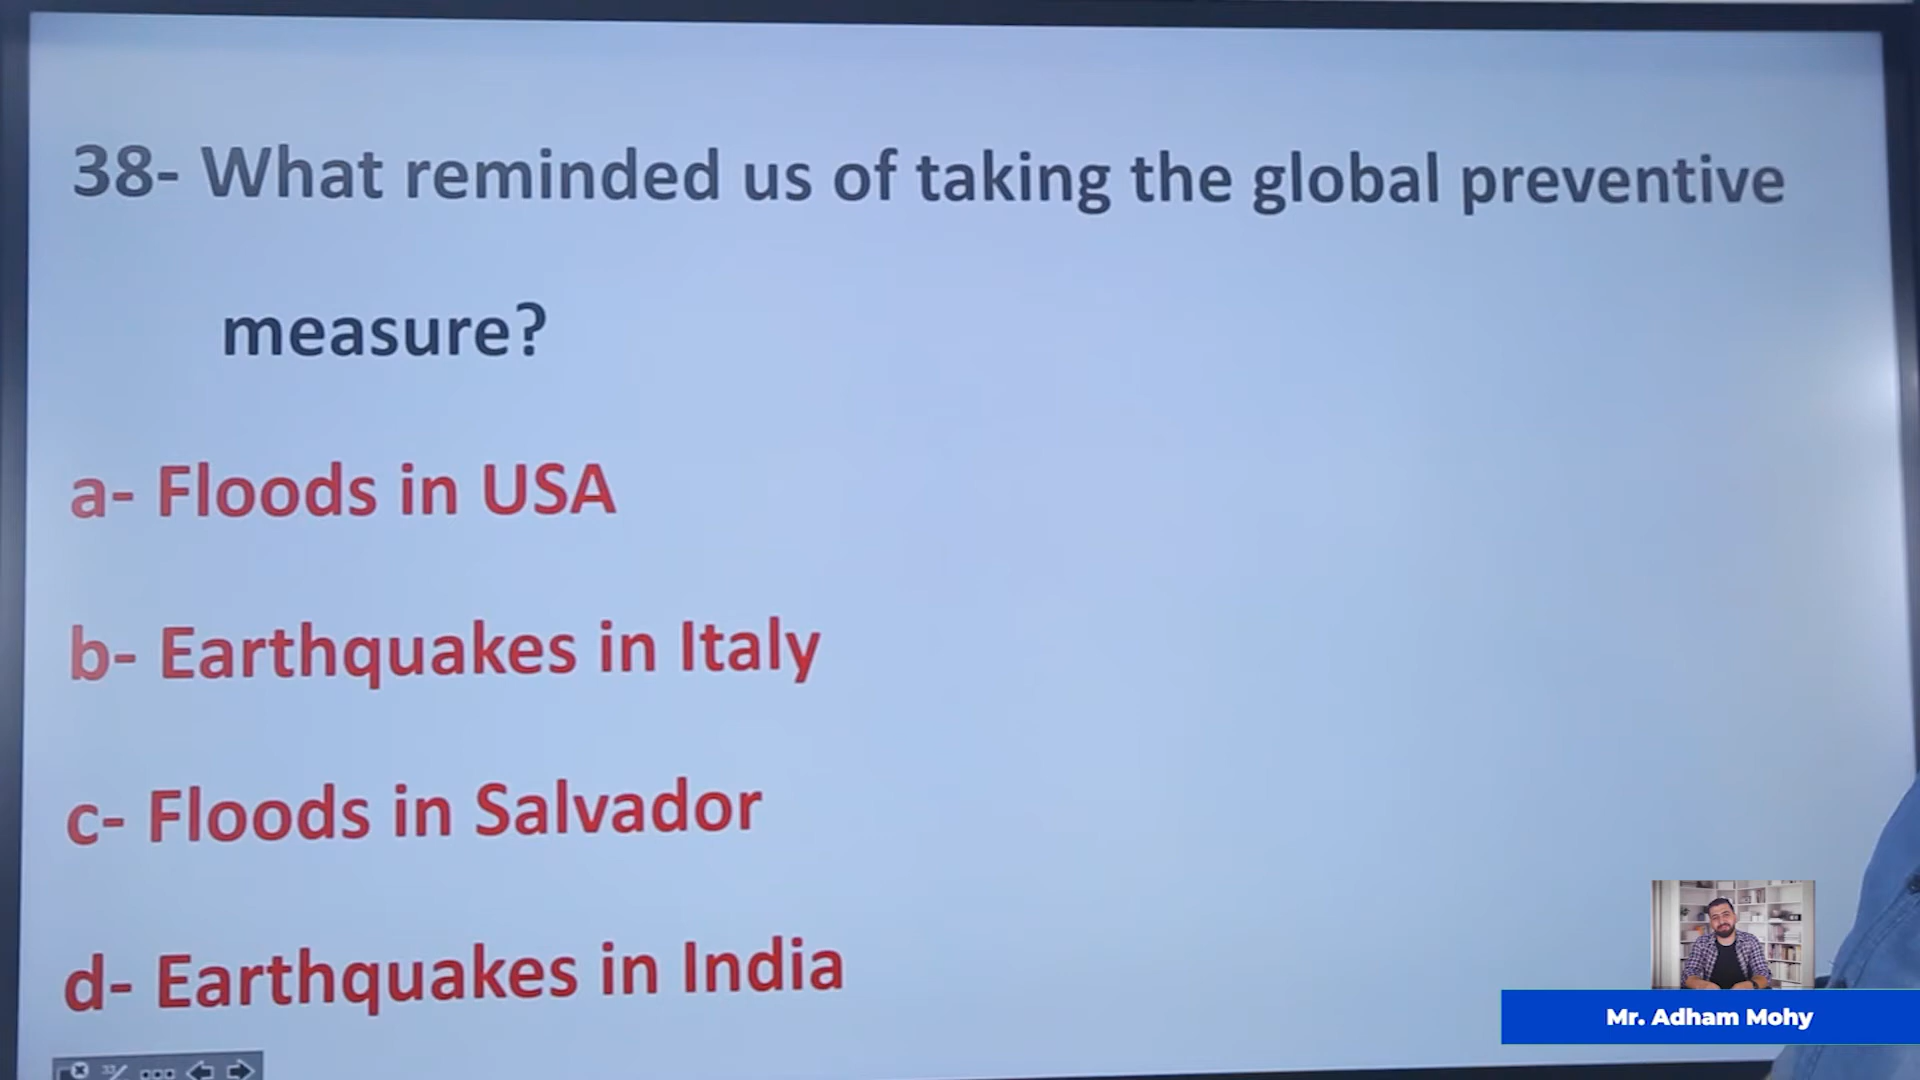 38- What reminded us of taking the global preventive
measure?
a- Floods in USA
b- Earthquakes in Italy
c- Floods in Salvador
d- Earthquakes in India
33/
Mr. Adham Mohy